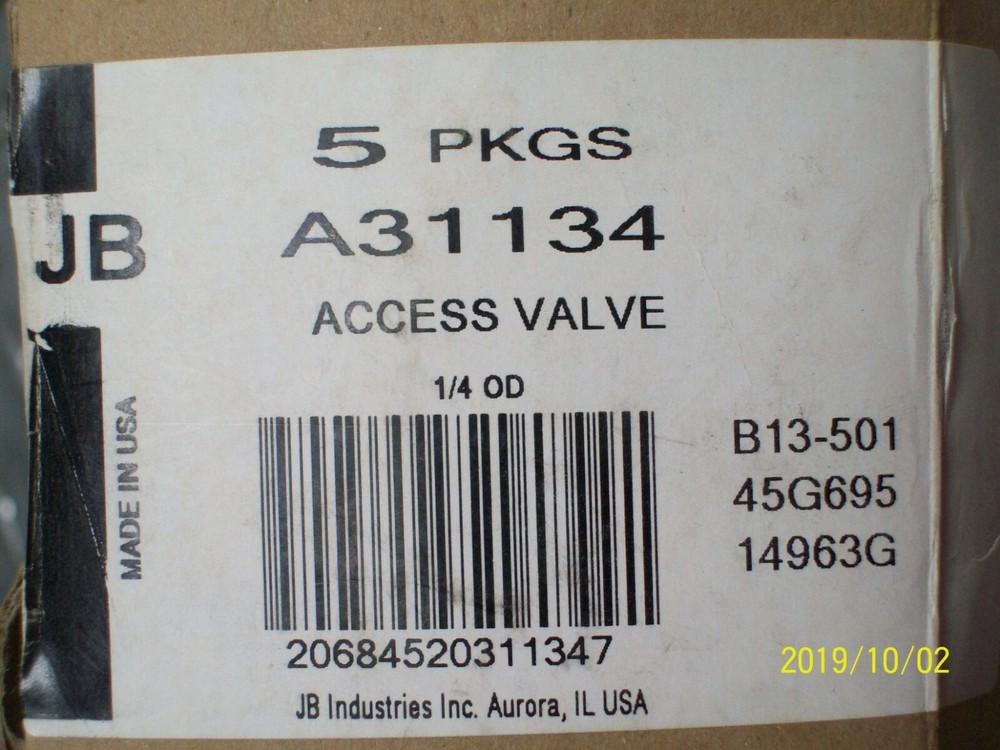 5 PKGS
JB
A31134
ACCESS VALVE
1/4 OD
MADE IN USA
B13-501
45G695
14963G
20684520311347
JB Industries Inc. Aurora, IL USA
2019/10/02